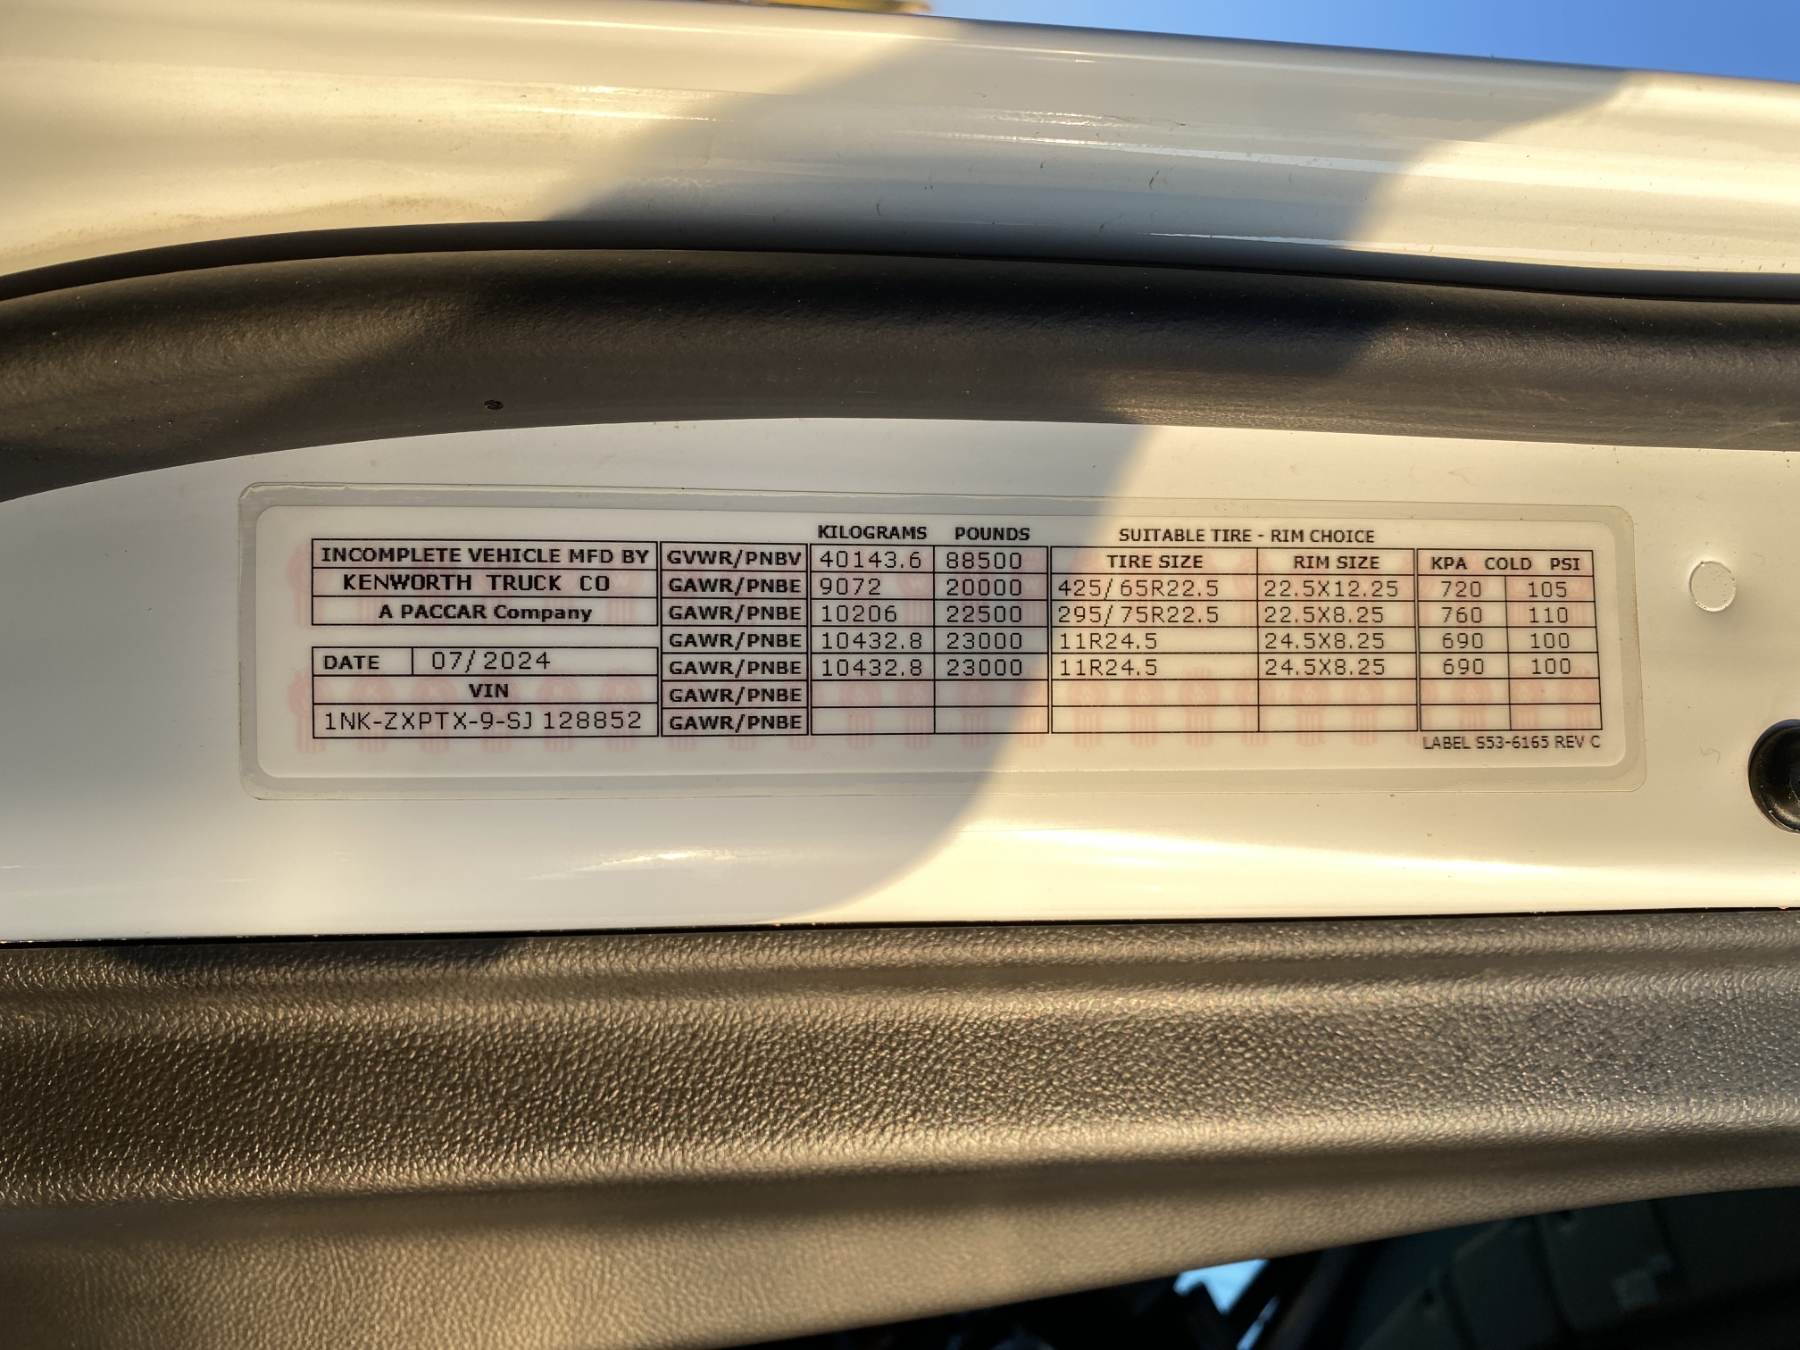 KILOGRAMS POUNDS SUITABLE TIRE - RIM CHOICE
INCOMPLETE VEHICLE MFD BY GVWR/PNBV 40143.6 88500 TIRE SIZE RIM SIZE KPA COLD PSI
KENWORTH TRUCK CO GAWR/PNBE 9072 20000 425/65R22.5 22.5X12.25 720 105
A PACCAR Company GAWR/PNBE 10206 22500 295/75R22.5 22.5X8.25 760 110
GAWR/PNBE 10432.8 23000 11R24.5 24.5X8.25 690 100
DATE 07/2024 GAWR/PNBE 10432.8 23000 11R24.5 24.5X8.25 690 100
VIN GAWR/PNBE
1NK-ZXPTX-9-SJ128852 GAWR/PNBE
LABEL S53-6165 REV C